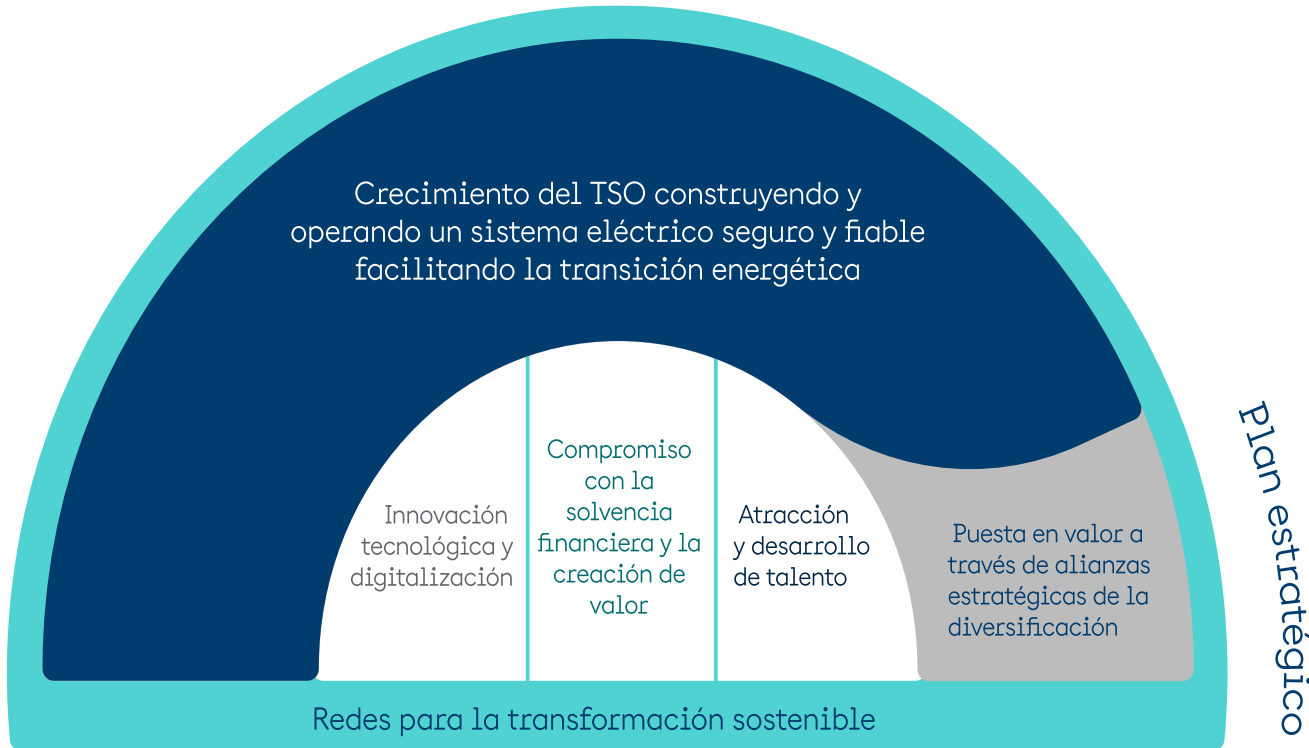 Crecimiento del TSO construyendo y
operando un sistema eléctrico seguro y fiable
facilitando la transición energética
Innovación
tecnológica y
digitalización
Compromiso
con la
solvencia
financiera y la
creación de
valor
Atracción
y desarrollo
de talento
Puesta en valor a
través de alianzas
estratégicas de la
diversificación
Redes para la transformación sostenible
Plan estratégico